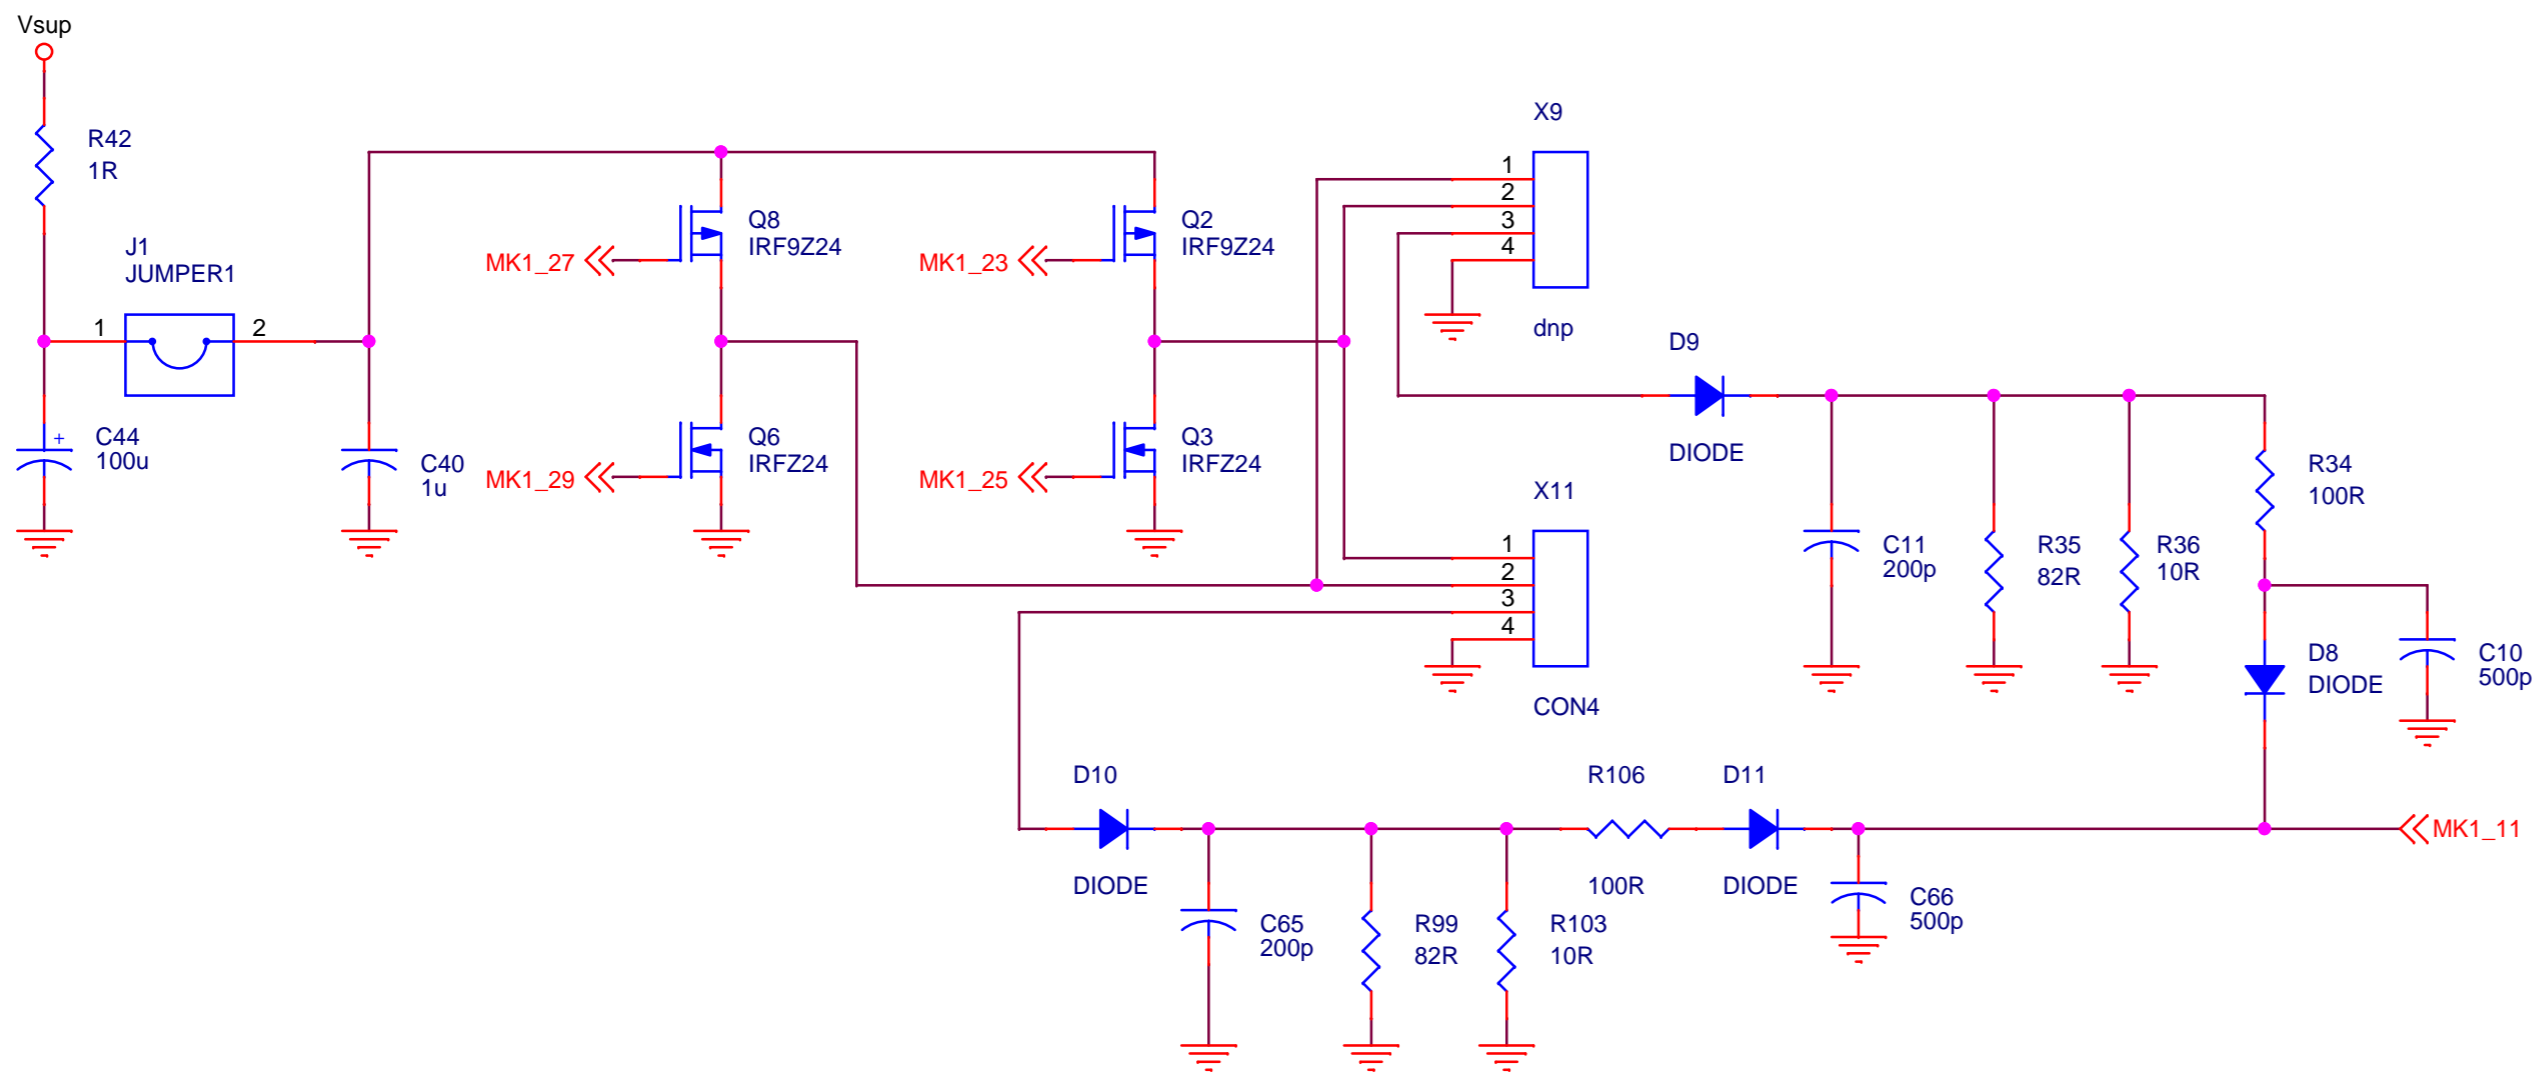 Vsup
R42
1R
J1
JUMPER1
1
2
+
C44
100u
C40
1u
MK1_27
Q8
IRF9Z24
MK1_29
Q6
IRFZ24
MK1_23
Q2
IRF9Z24
MK1_25
Q3
IRFZ24
X9
1
2
3
4
dnp
X11
1
2
3
4
CON4
D9
DIODE
C11
200p
R35
82R
R36
10R
R34
100R
D8
DIODE
C10
500p
D10
DIODE
C65
200p
R99
82R
R103
10R
R106
100R
D11
DIODE
C66
500p
MK1_11